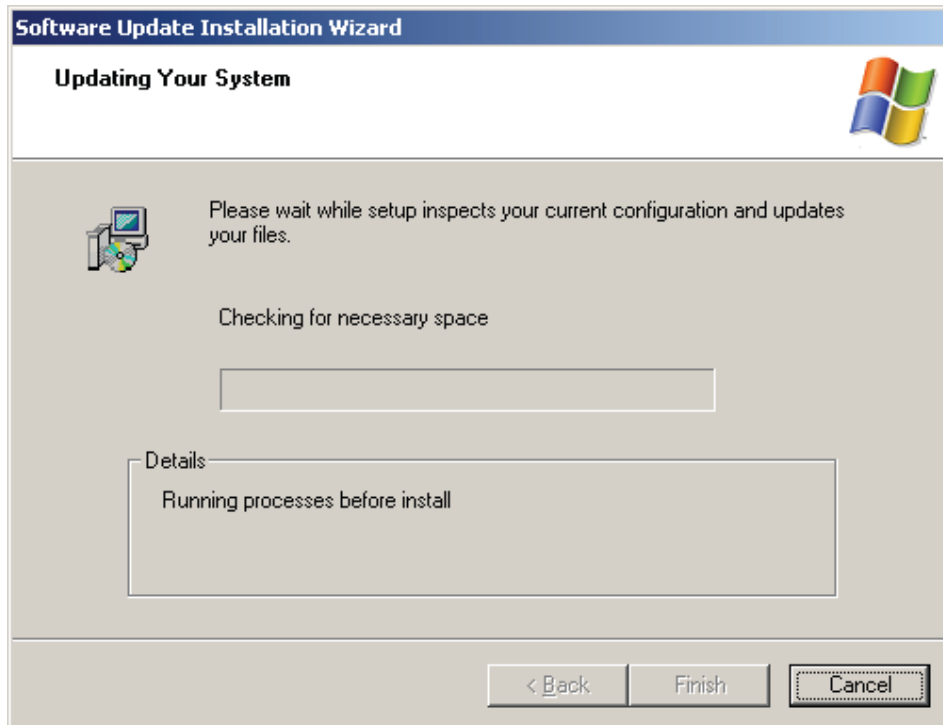 Software Update Installation Wizard
Updating Your System
Please wait while setup inspects your current configuration and updates
your files.
Checking for necessary space
Details
Running processes before install
< Back
Finish
Cancel